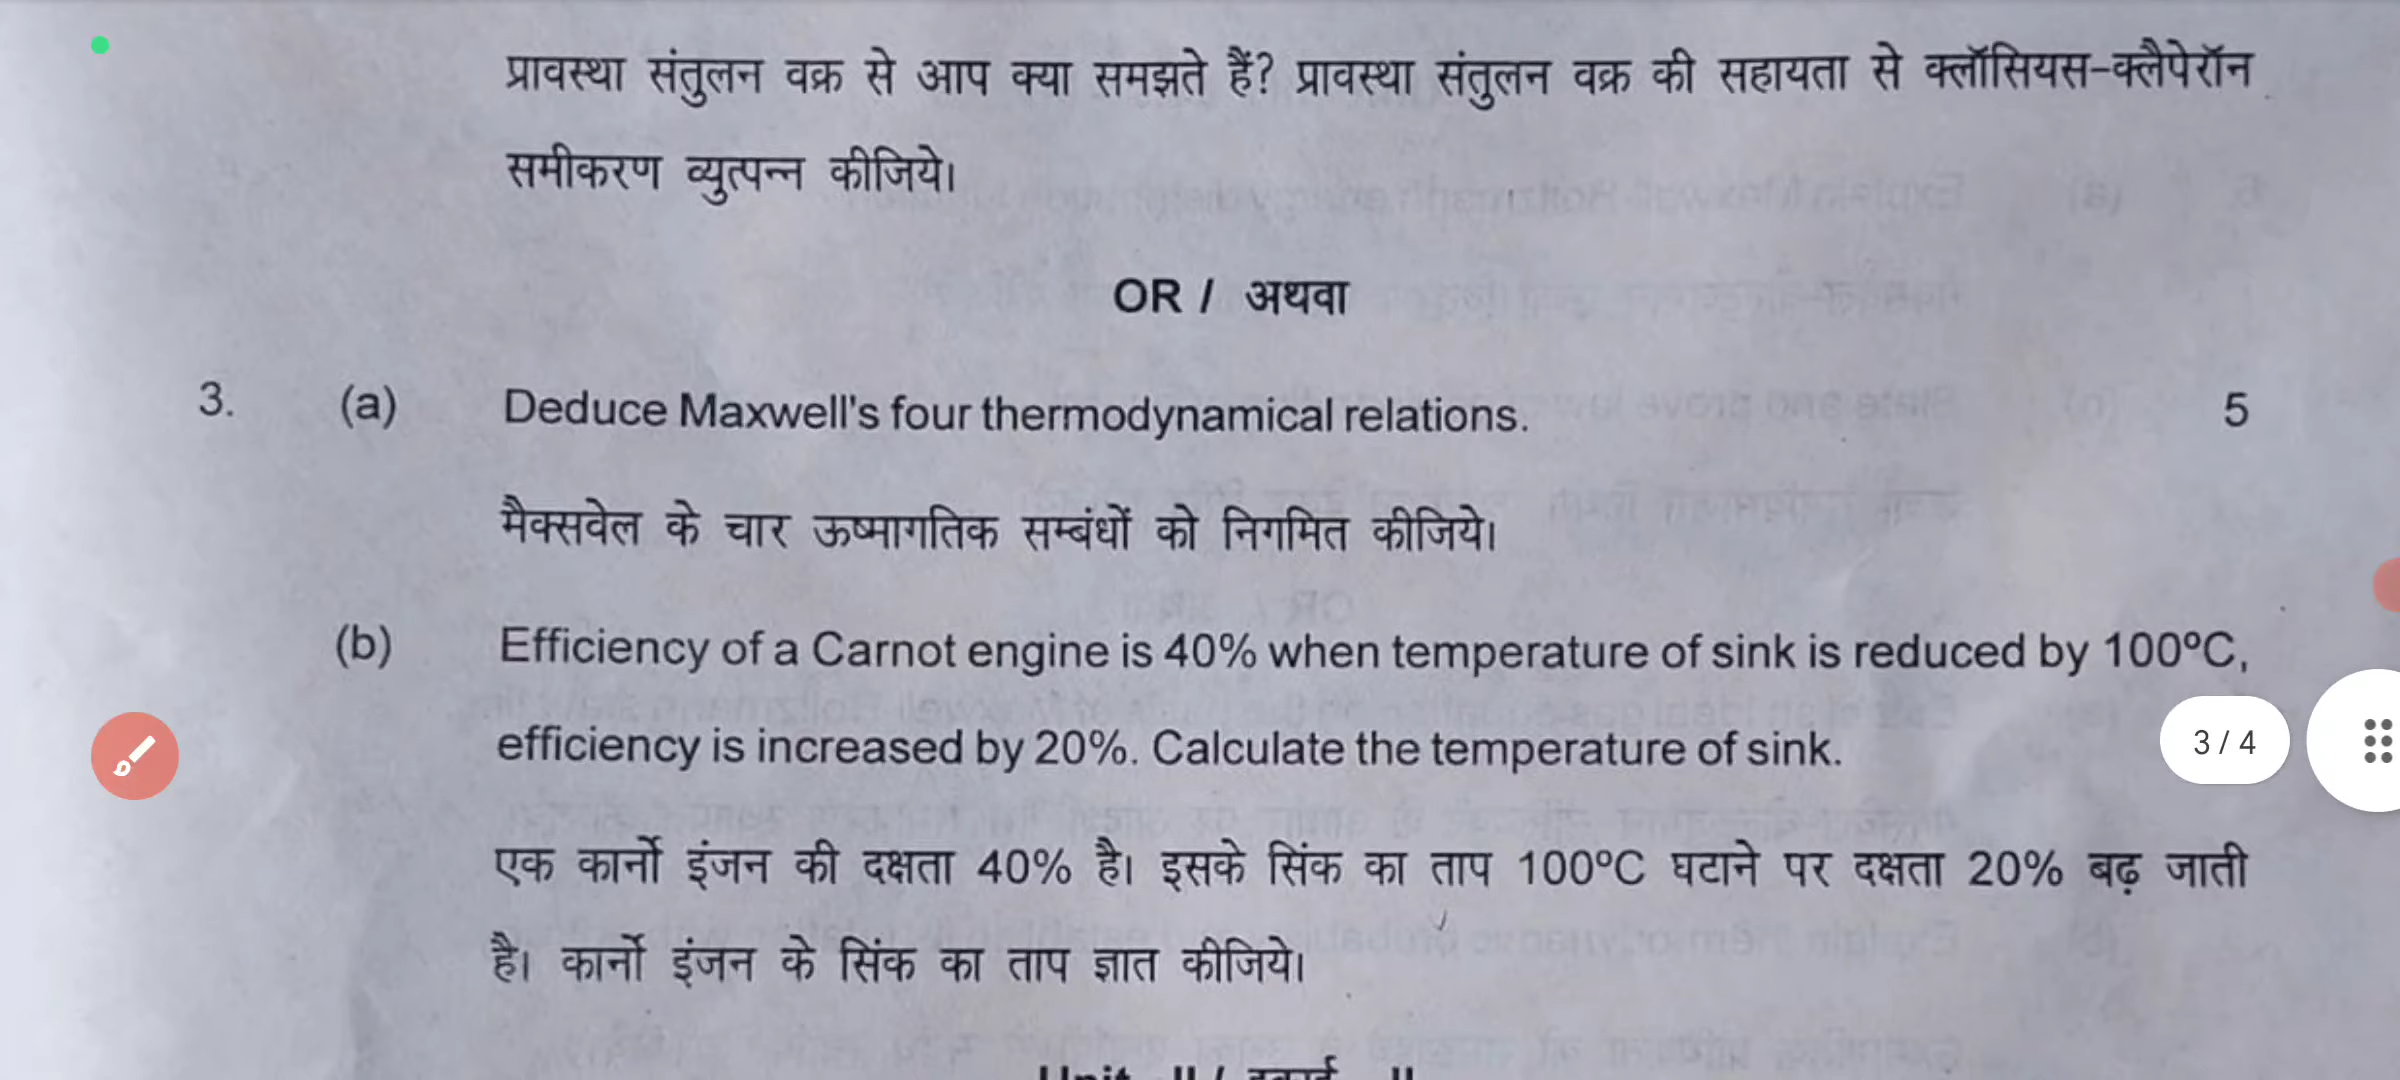 प्रावस्था संतुलन वक्र से आप क्या समझते हैं? प्रावस्था संतुलन वक्र की सहायता से क्लॉसियस-क्लैपेरॉन
समीकरण व्युत्पन्न कीजिये।
OR / अथवा
3. (a) Deduce Maxwell's four thermodynamical relations. 5
मैक्सवेल के चार ऊष्मागतिक सम्बंधों को निगमित कीजिये।
(b) Efficiency of a Carnot engine is 40% when temperature of sink is reduced by 100ºC,
efficiency is increased by 20%. Calculate the temperature of sink.
3 / 4
एक कार्नो इंजन की दक्षता 40% है। इसके सिंक का ताप 100ºC घटाने पर दक्षता 20% बढ़ जाती
है। कार्नो इंजन के सिंक का ताप ज्ञात कीजिये।